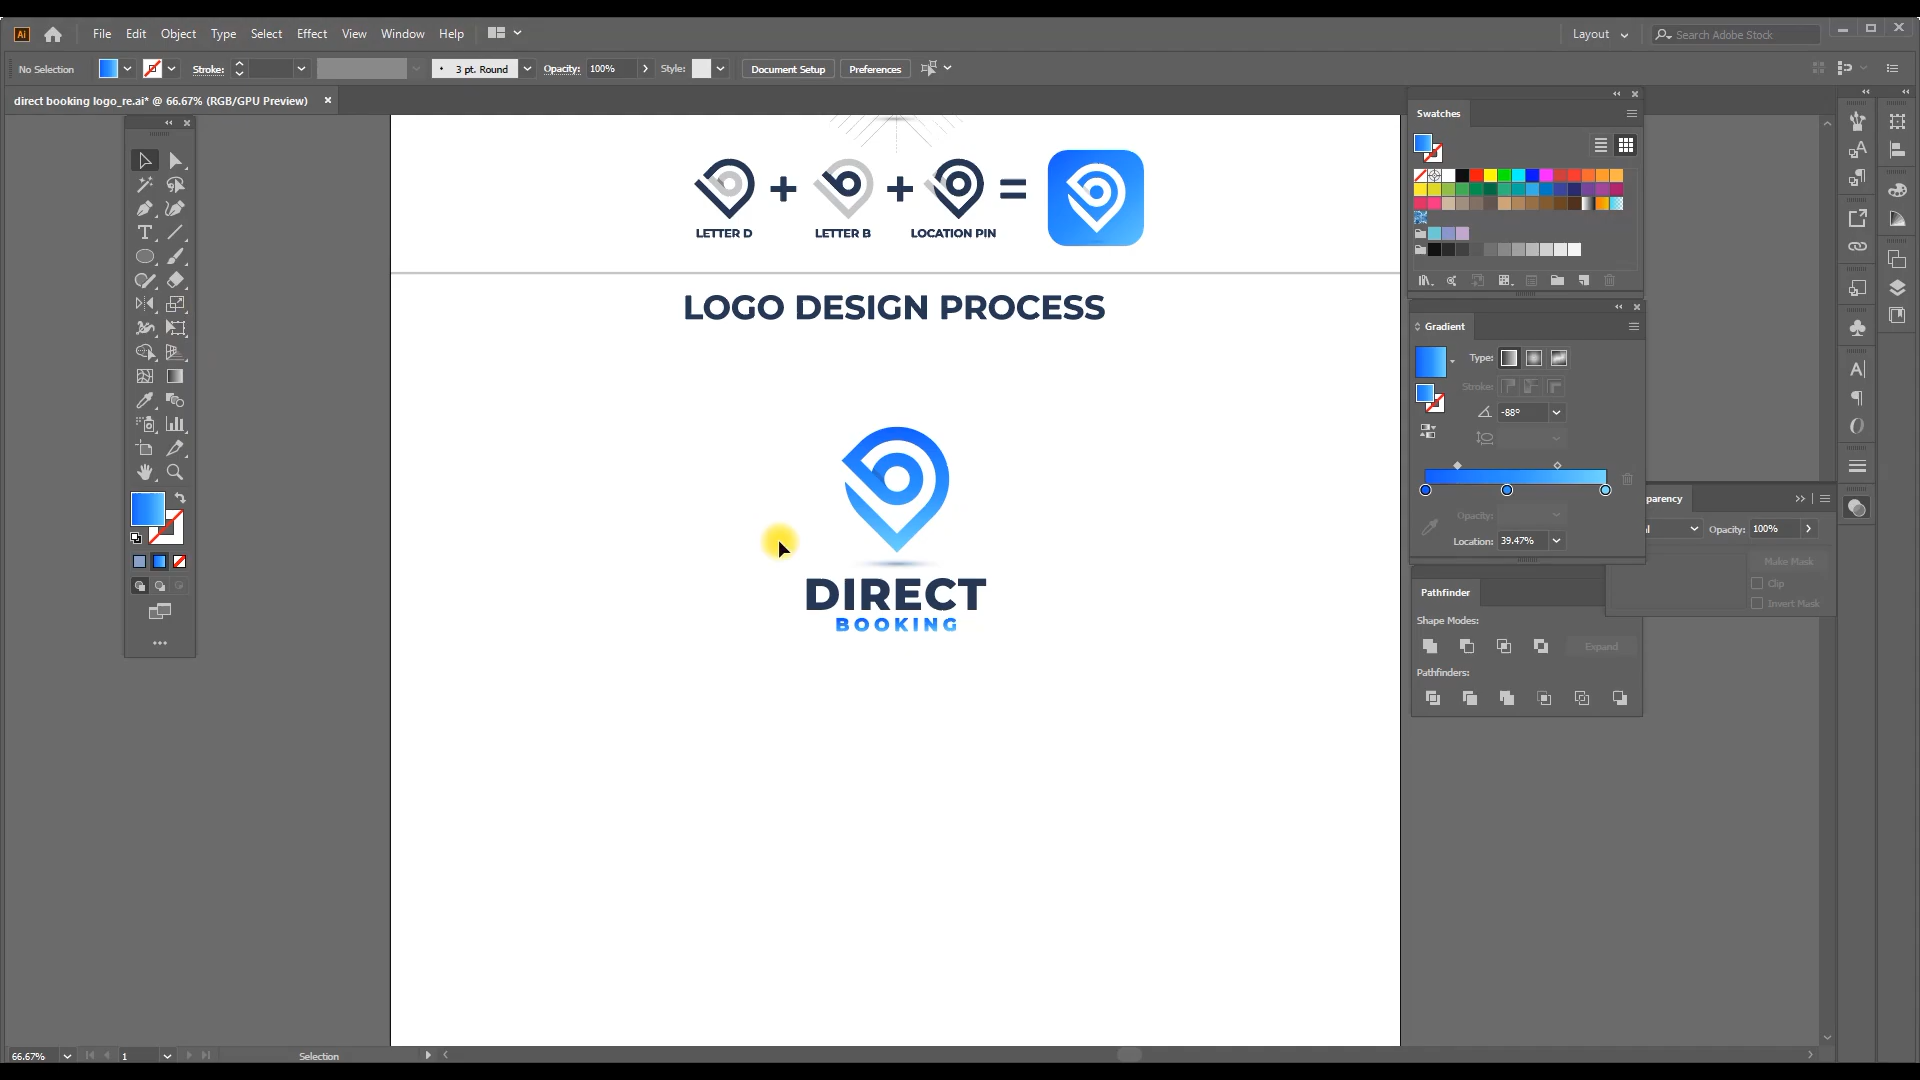 Ai File Edit Object Type Select Effect View Window Help Layout Search Adobe Stock
No Selection Stroke: 3 pt. Round Opacity: 100% Style: Document Setup Preferences
direct booking logo_re.ai* @ 66.67% (RGB/GPU Preview)
LETTER D LETTER B LOCATION PIN
LOGO DESIGN PROCESS
DIRECT
BOOKING
Swatches
Gradient
Type:
Stroke:
-88°
Opacity:
Location: 39.47%
parency
al Opacity: 100%
Make Mask
Clip
Invert Mask
Pathfinder
Shape Modes:
Expand
Pathfinders:
66.67% 1 Selection